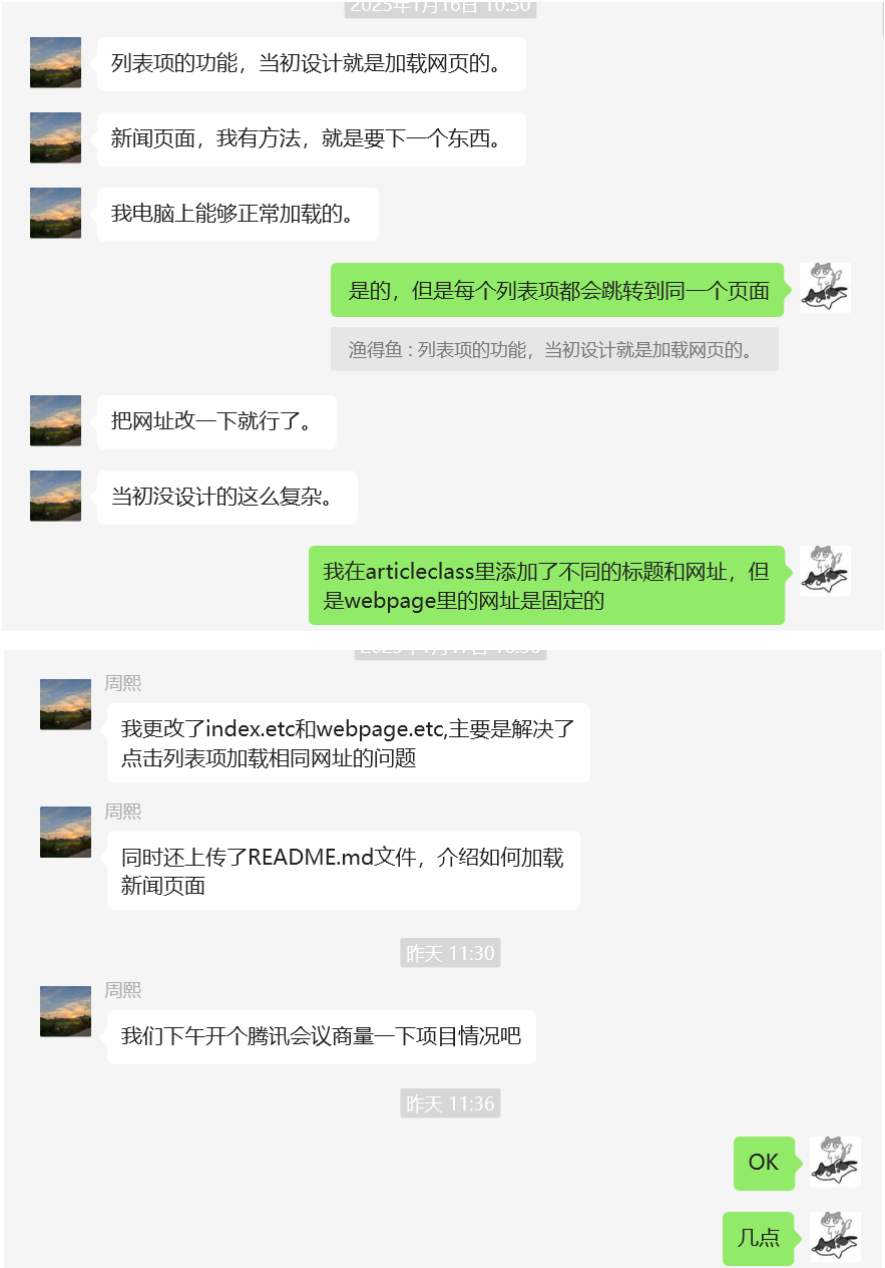 2025年1月16日 10:50
列表项的功能，当初设计就是加载网页的。
新闻页面，我有方法，就是要下一个东西。
我电脑上能够正常加载的。
是的，但是每个列表项都会跳转到同一个页面
渔得鱼 : 列表项的功能，当初设计就是加载网页的。
把网址改一下就行了。
当初没设计的这么复杂。
我在articleclass里添加了不同的标题和网址，但
是webpage里的网址是固定的
周熙
我更改了index.etc和webpage.etc,主要是解决了
点击列表项加载相同网址的问题
周熙
同时还上传了README.md文件，介绍如何加载
新闻页面
昨天 11:30
周熙
我们下午开个腾讯会议商量一下项目情况吧
昨天 11:36
OK
几点